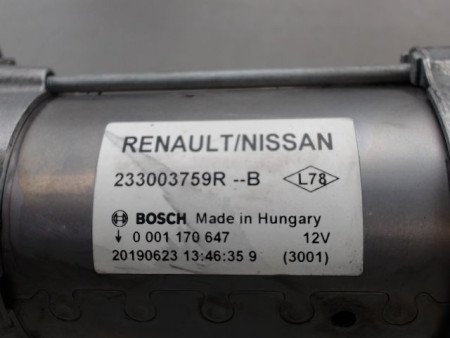 RENAULT/NISSAN
233003759R --B L78
BOSCH Made in Hungary
↓ 0 001 170 647 12V
20190623 13:46:35 9 (3001)